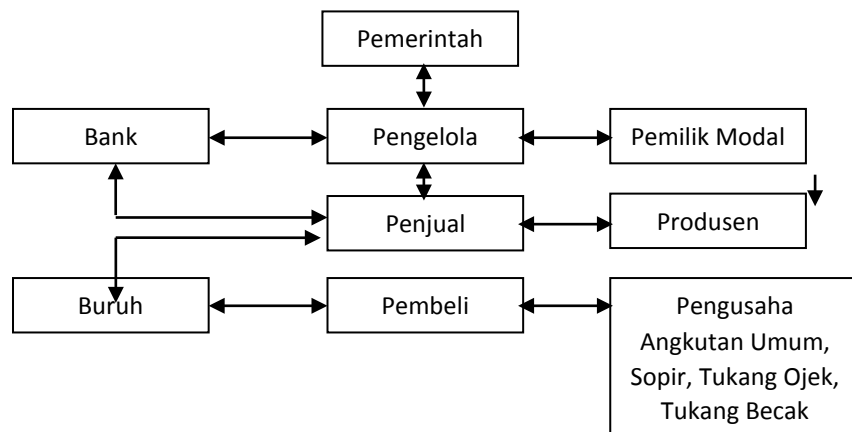 Pemerintah
Bank
Pengelola
Pemilik Modal
Penjual
Produsen
Buruh
Pembeli
Pengusaha
Angkutan Umum,
Sopir, Tukang Ojek,
Tukang Becak